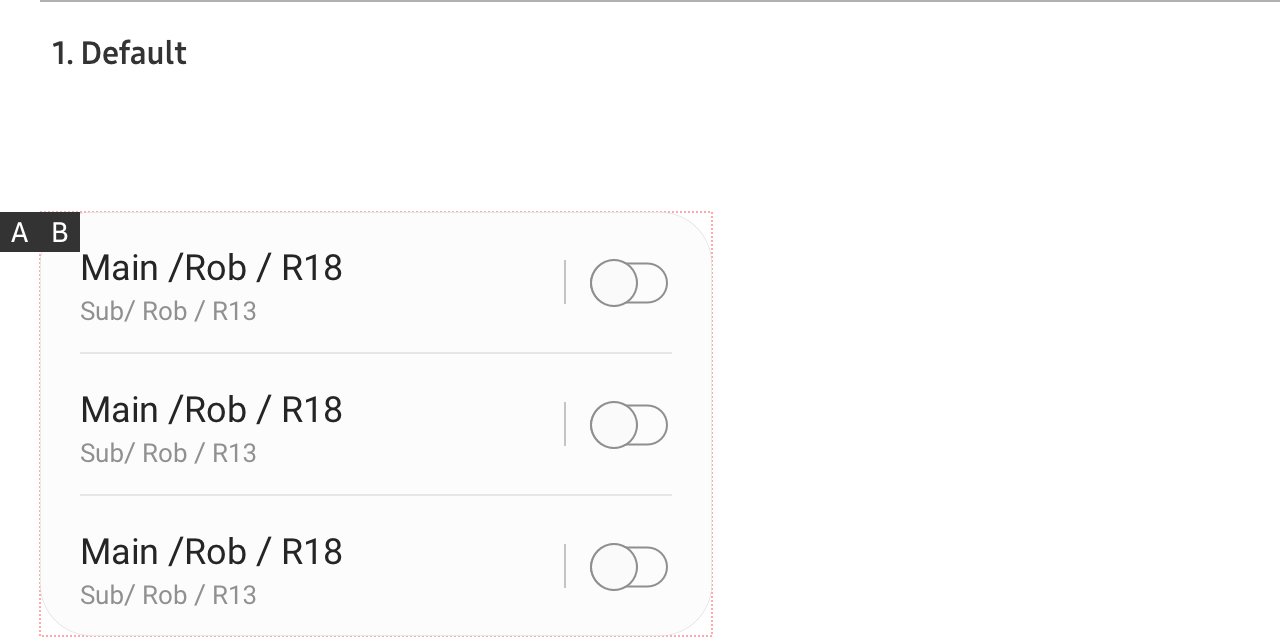 1. Default
A B
Main /Rob / R18
Sub/ Rob / R13
Main /Rob / R18
Sub/ Rob / R13
Main /Rob / R18
Sub/ Rob / R13